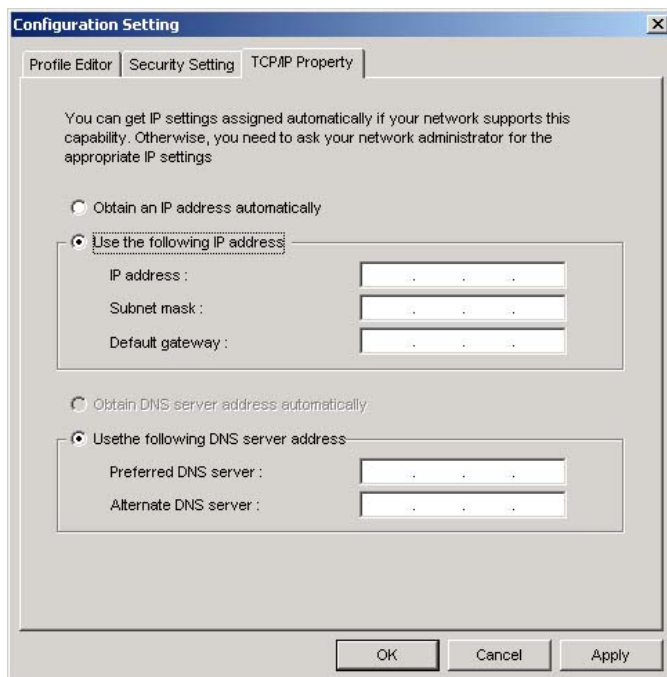 Configuration Setting
Profile Editor Security Setting TCP/IP Property
You can get IP settings assigned automatically if your network supports this
capability. Otherwise, you need to ask your network administrator for the
appropriate IP settings
Obtain an IP address automatically
Use the following IP address
IP address :
Subnet mask :
Default gateway :
Obtain DNS server address automatically
Usethe following DNS server address
Preferred DNS server :
Alternate DNS server :
OK Cancel Apply